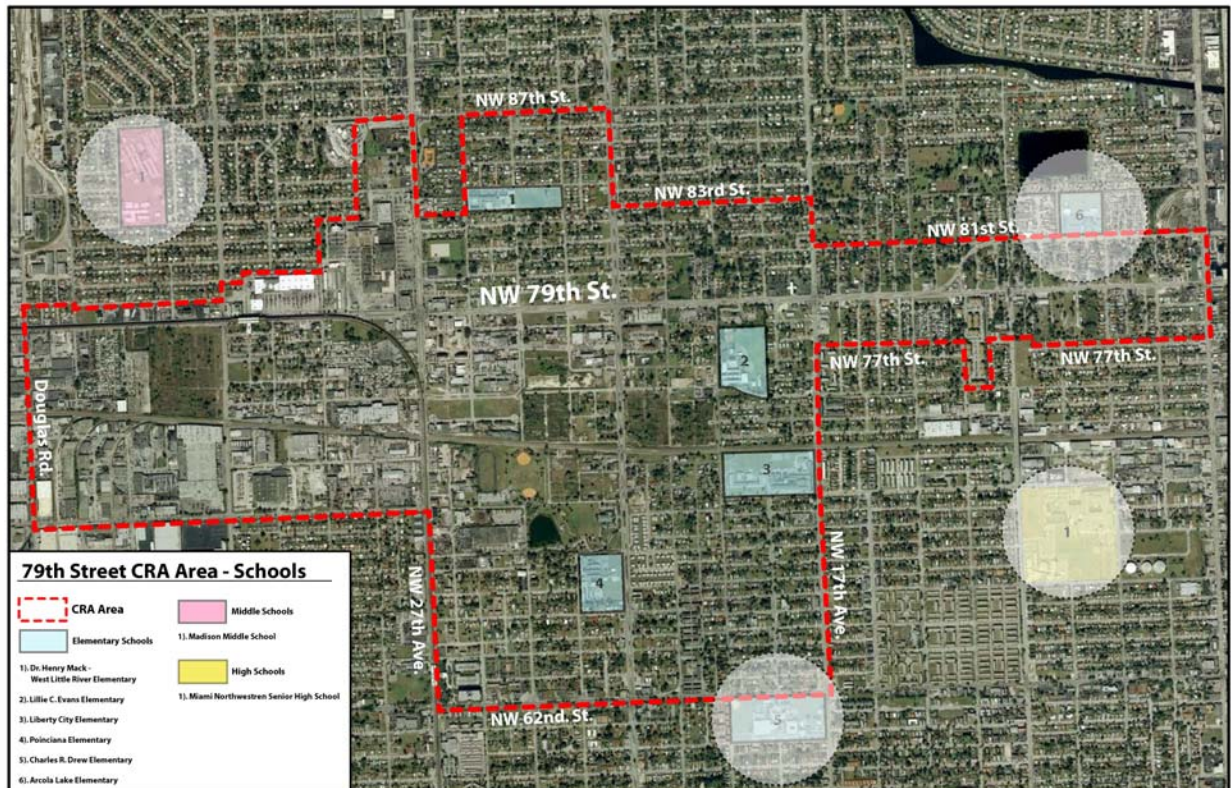 NW 87th St.
NW 83rd St.
1
6
NW 81st St.
NW 79th St.
2
NW 77th St.
NW 77th St.
Douglas Rd.
3
1
4
NW 27th Ave.
NW 17th Ave.
NW 62nd. St.
5
79th Street CRA Area - Schools
CRA Area
Elementary Schools
1). Dr. Henry Mack -
West Little River Elementary
2). Lillie C. Evans Elementary
3). Liberty City Elementary
4). Poinciana Elementary
5). Charles R. Drew Elementary
6). Arcola Lake Elementary
Middle Schools
1). Madison Middle School
High Schools
1). Miami Northwestren Senior High School